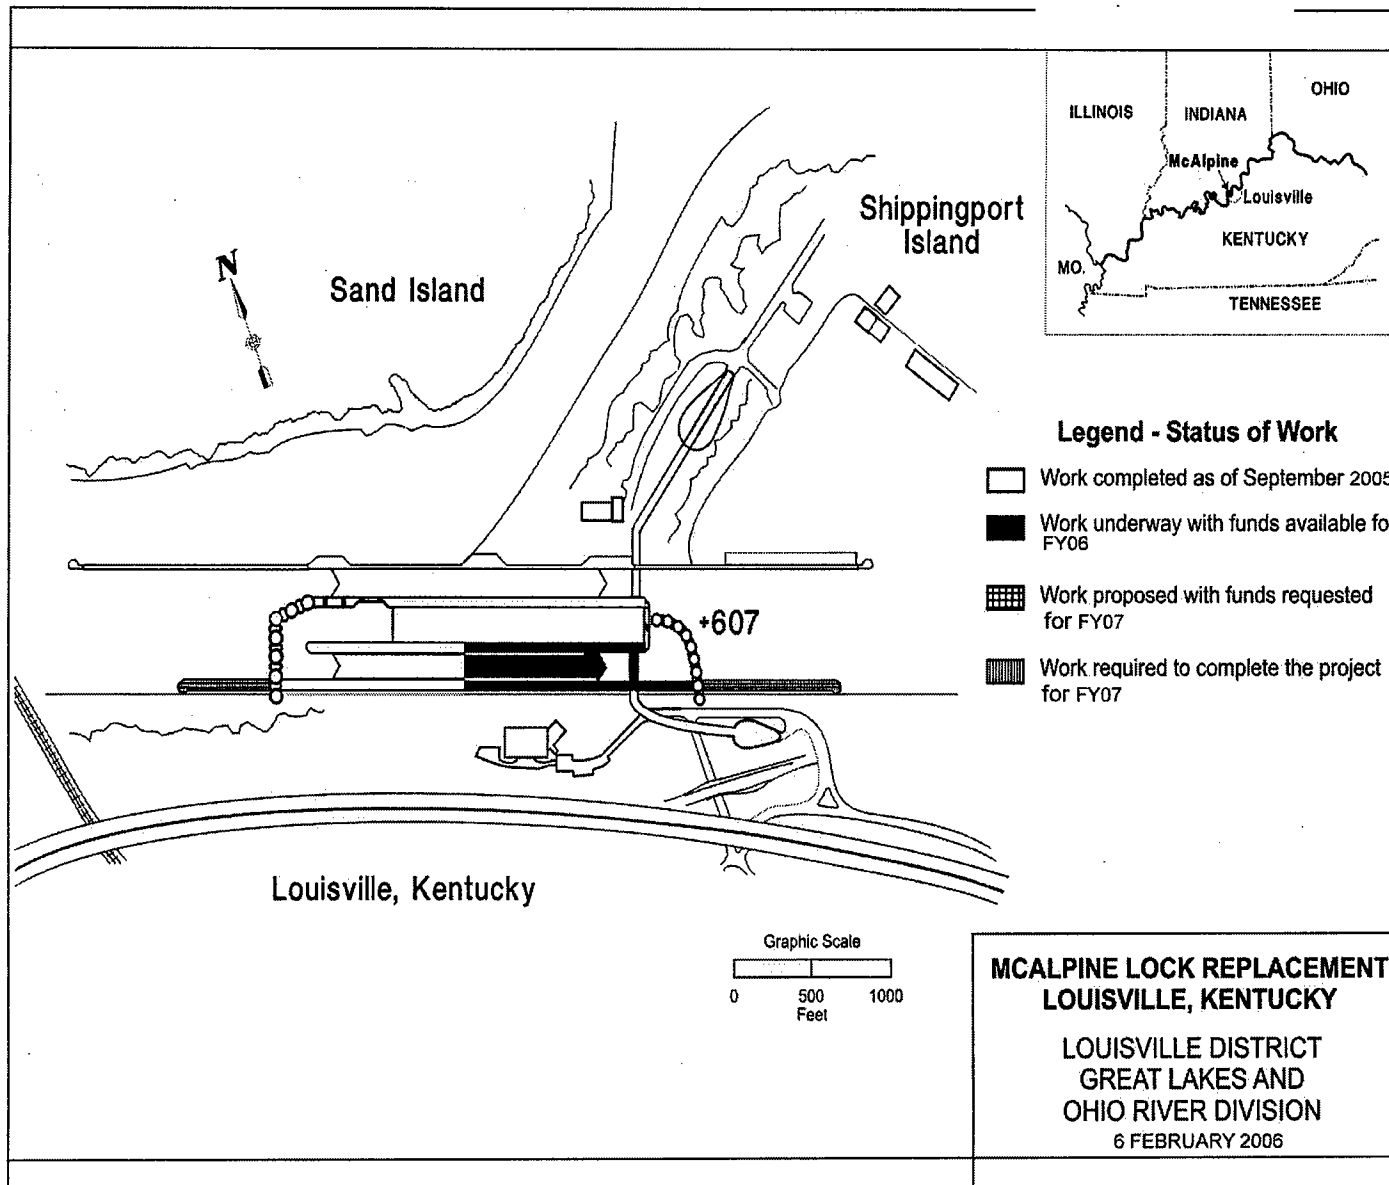 ILLINOIS
INDIANA
OHIO
McAlpine
Louisville
KENTUCKY
MO.
TENNESSEE
Shippingport
Island
N
Sand Island
Legend - Status of Work
Work completed as of September 2005
Work underway with funds available fo
FY06
Work proposed with funds requested
for FY07
Work required to complete the project
for FY07
+607
Louisville, Kentucky
Graphic Scale
0 500 1000
Feet
MCALPINE LOCK REPLACEMENT
LOUISVILLE, KENTUCKY
LOUISVILLE DISTRICT
GREAT LAKES AND
OHIO RIVER DIVISION
6 FEBRUARY 2006